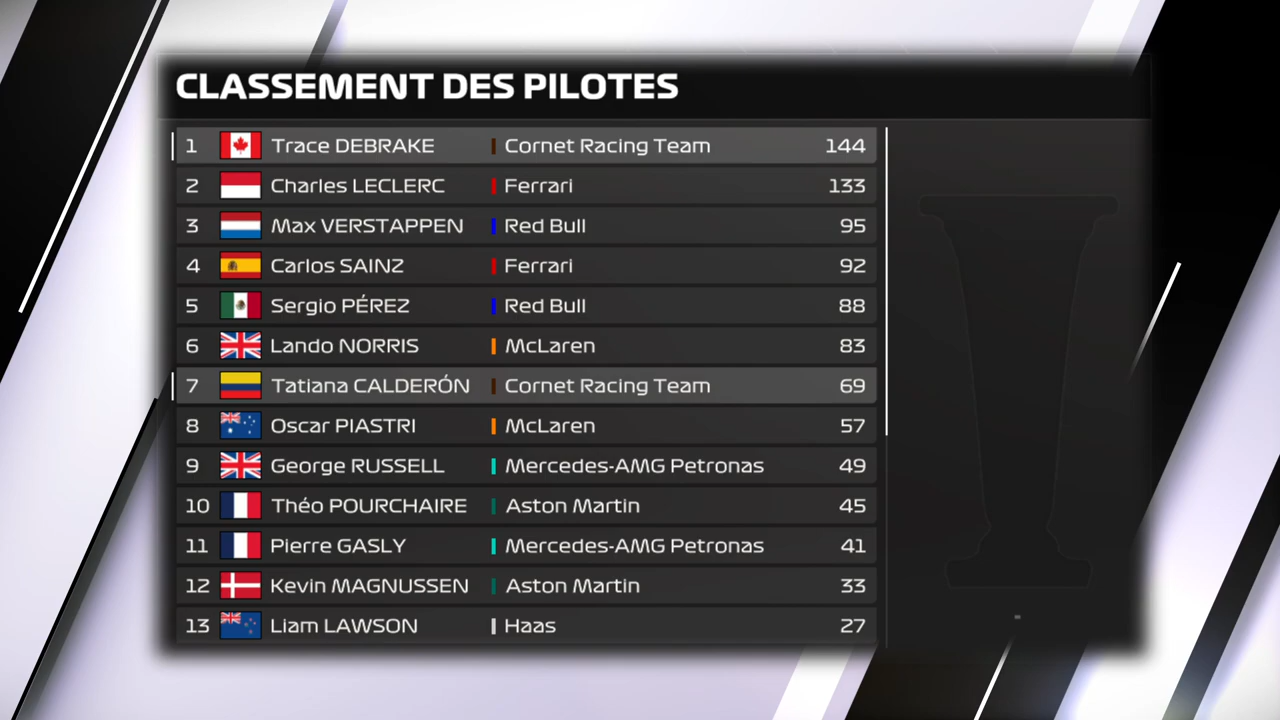 CLASSEMENT DES PILOTES
1 Trace DEBRAKE Cornet Racing Team 144
2 Charles LECLERC Ferrari 133
3 Max VERSTAPPEN Red Bull 95
4 Carlos SAINZ Ferrari 92
5 Sergio PÉREZ Red Bull 88
6 Lando NORRIS McLaren 83
7 Tatiana CALDERÓN Cornet Racing Team 69
8 Oscar PIASTRI McLaren 57
9 George RUSSELL Mercedes-AMG Petronas 49
10 Théo POURCHAIRE Aston Martin 45
11 Pierre GASLY Mercedes-AMG Petronas 41
12 Kevin MAGNUSSEN Aston Martin 33
13 Liam LAWSON Haas 27